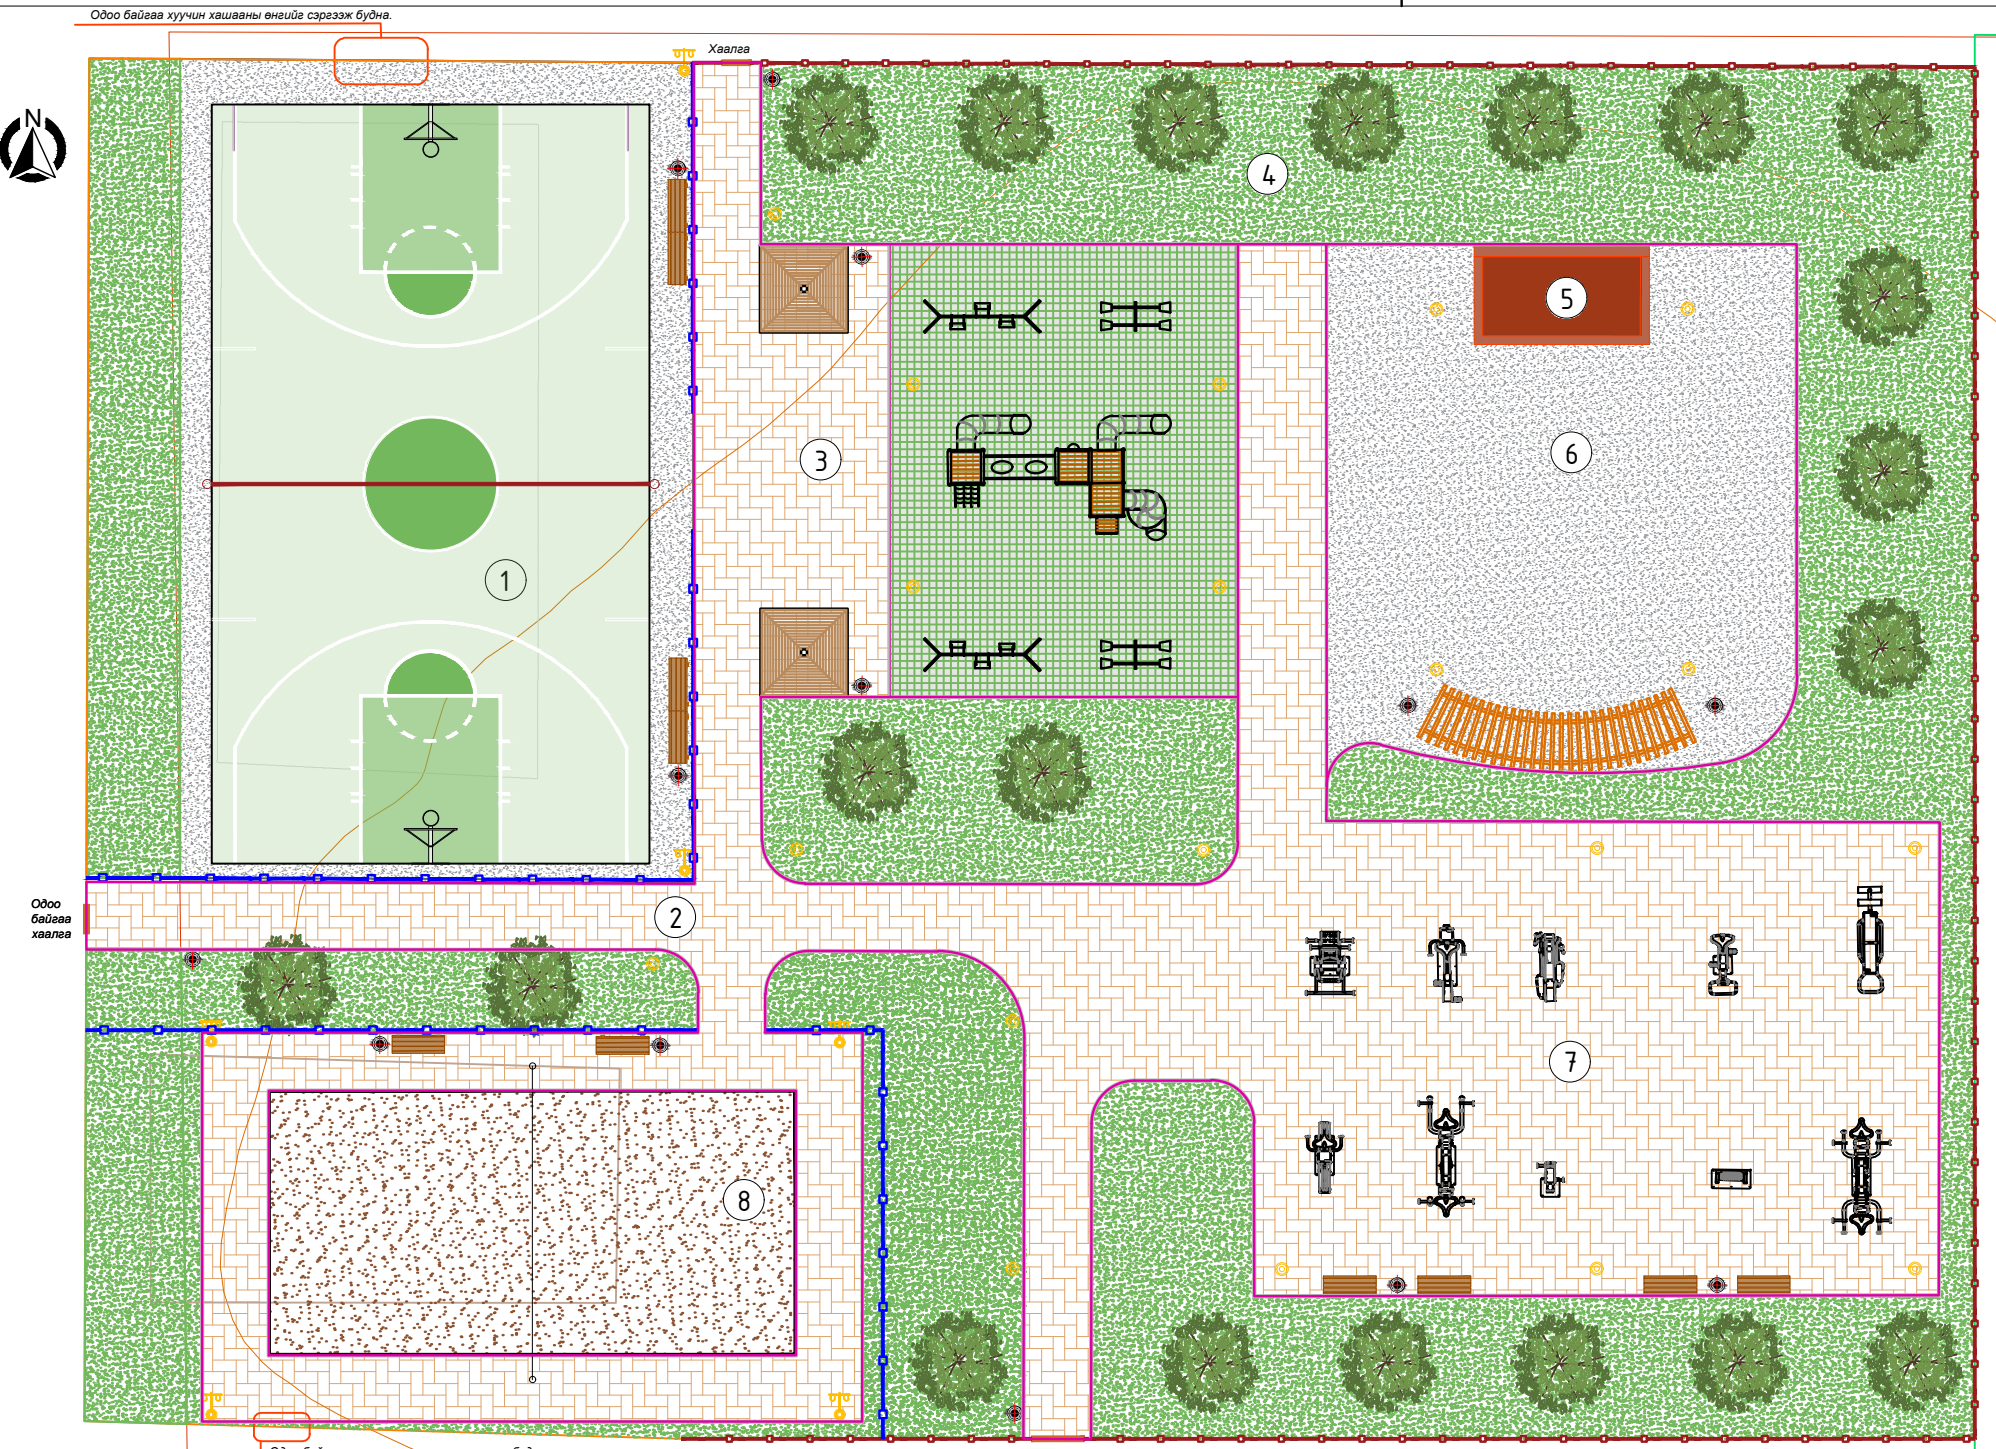 Одоо байгаа хуучин хашааны өнгийг сэргээж будна.
Хаалга
N
4
5
3
6
1
Одоо
байгаа
хаалга
2
7
8